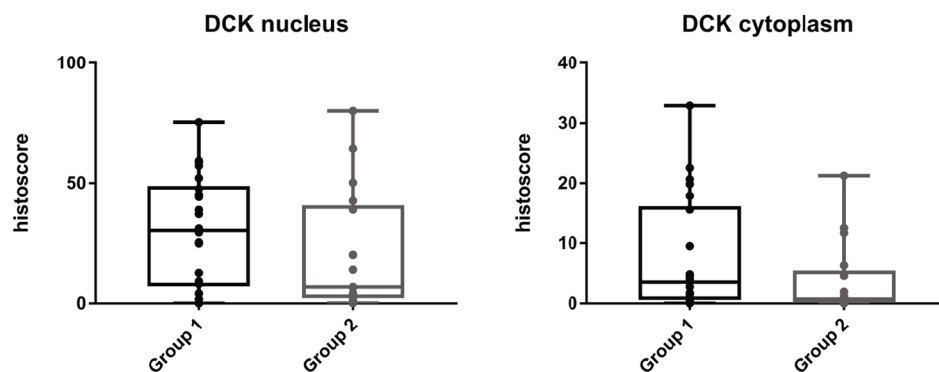 DCK nucleus
histoscore
100
50
0
Group 1
Group 2
DCK cytoplasm
histoscore
40
30
20
10
0
Group 1
Group 2